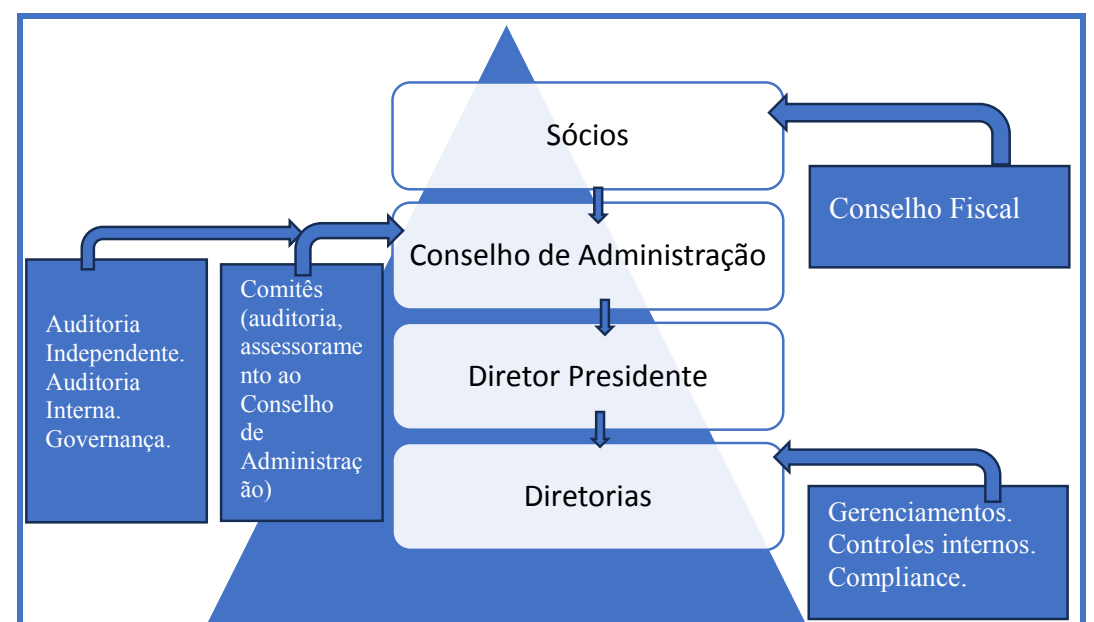 Sócios
Conselho Fiscal
Conselho de Administração
Auditoria
Independente.
Auditoria
Interna.
Governança.
Comitês
(auditoria,
assessorame
nto ao
Conselho
de
Administraç
ão)
Diretor Presidente
Diretorias
Gerenciamentos.
Controles internos.
Compliance.